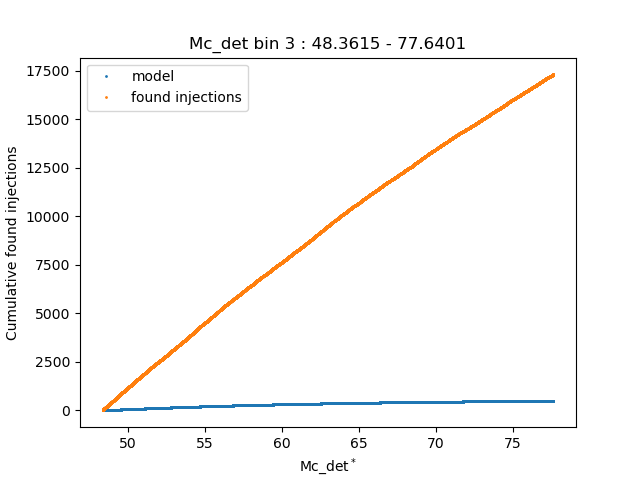 Mc_det bin 3 : 48.3615 - 77.6401
model
found injections
17500
15000
12500
10000
7500
5000
2500
0
Cumulative found injections
50 55 60 65 70 75
Mc_det*